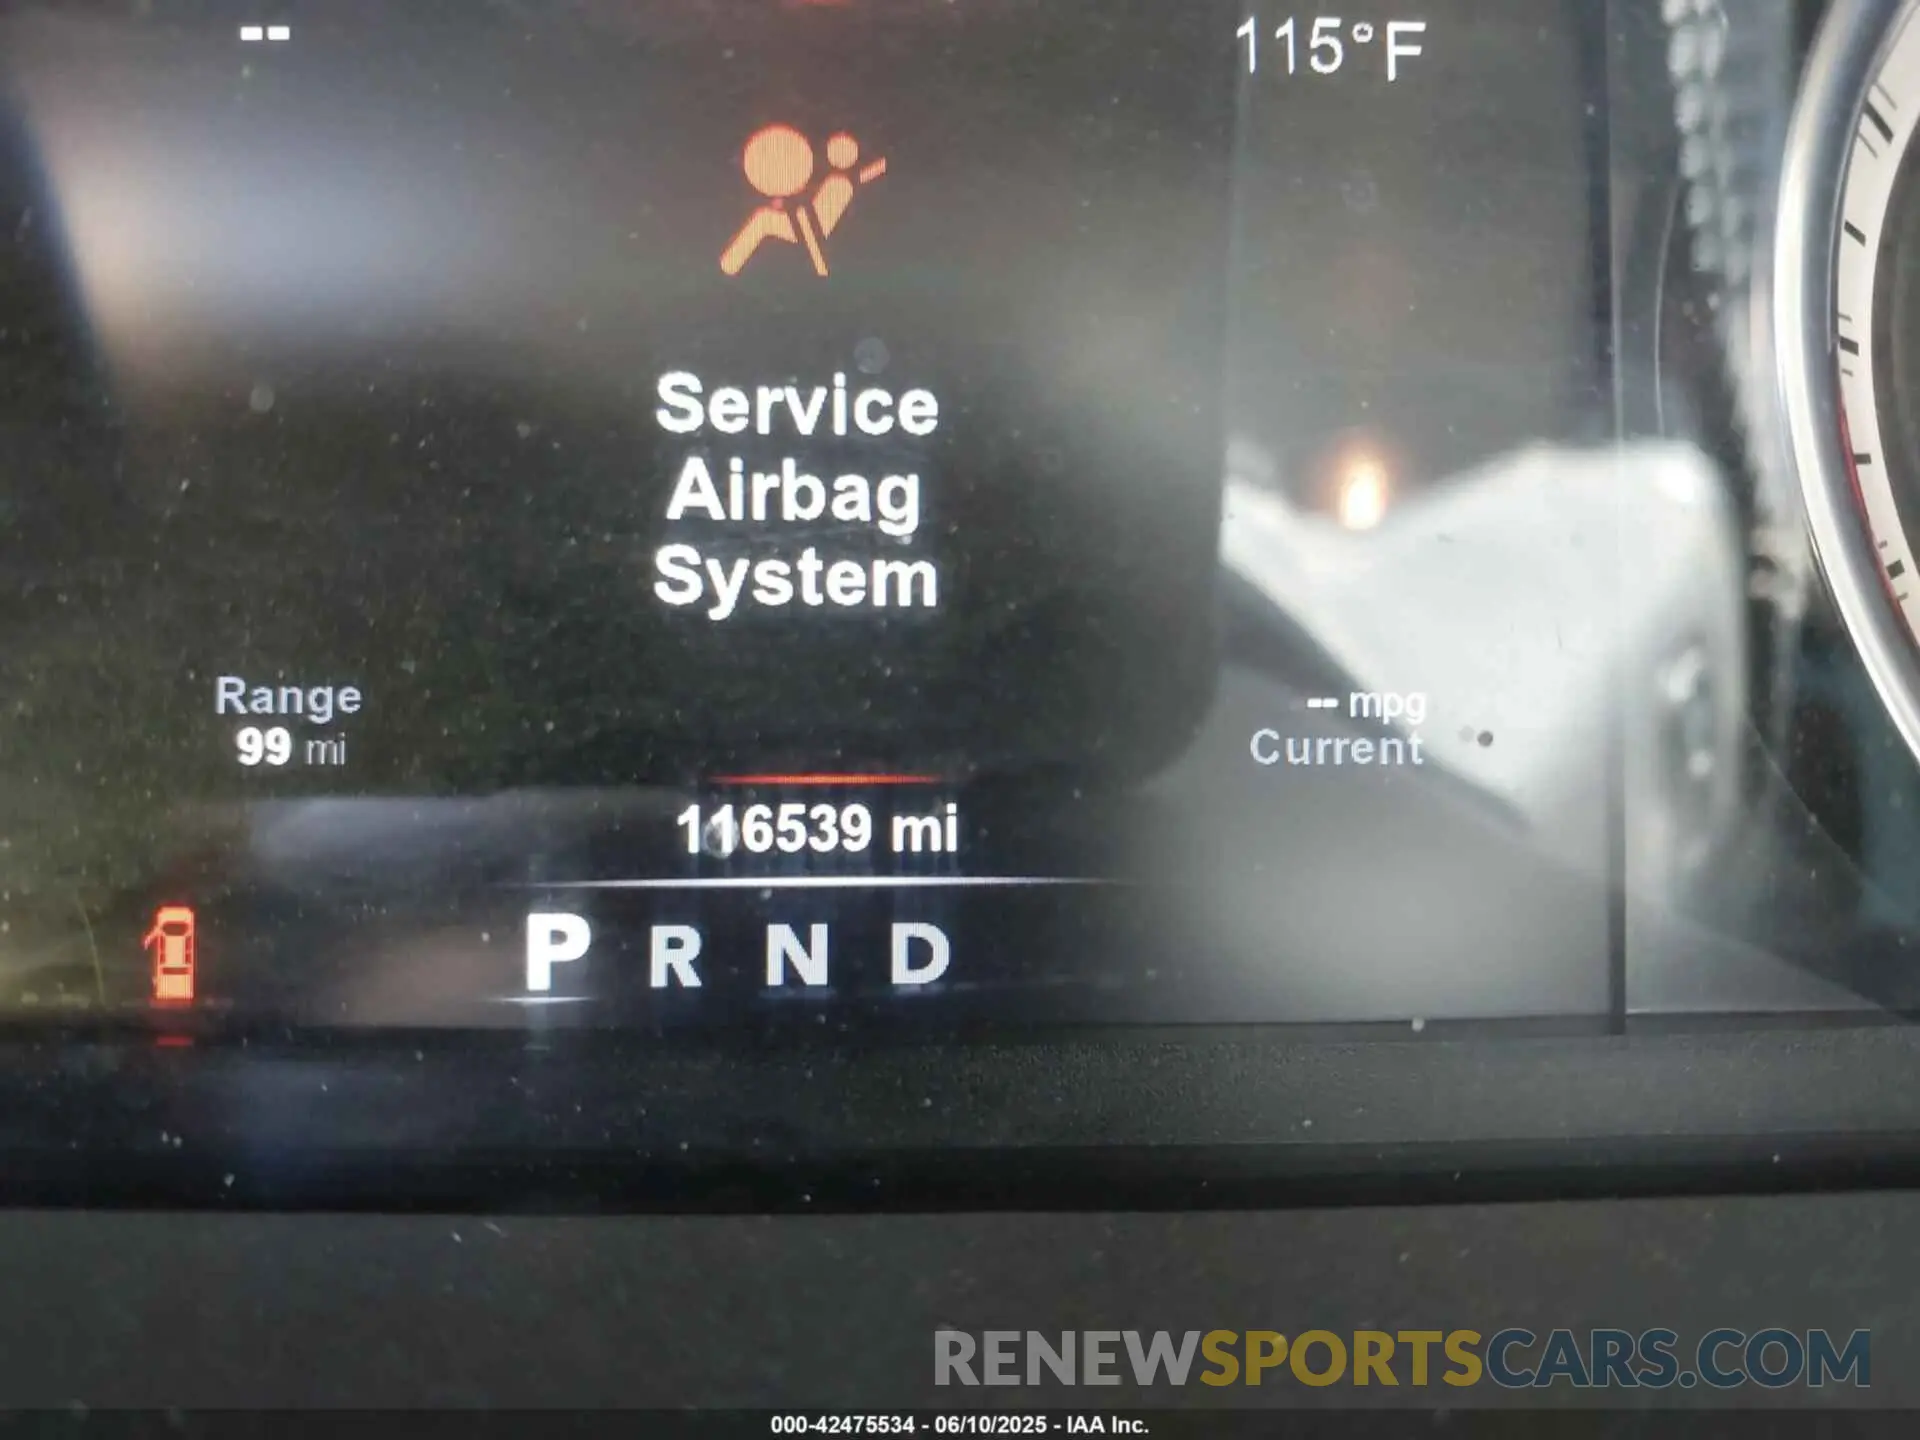 --
115°F
Service
Airbag
System
Range
99 mi
-- mpg
Current
116539 mi
P R N D
RENEWSPORTSCARS.COM
000-42475534 - 06/10/2025 - IAA Inc.